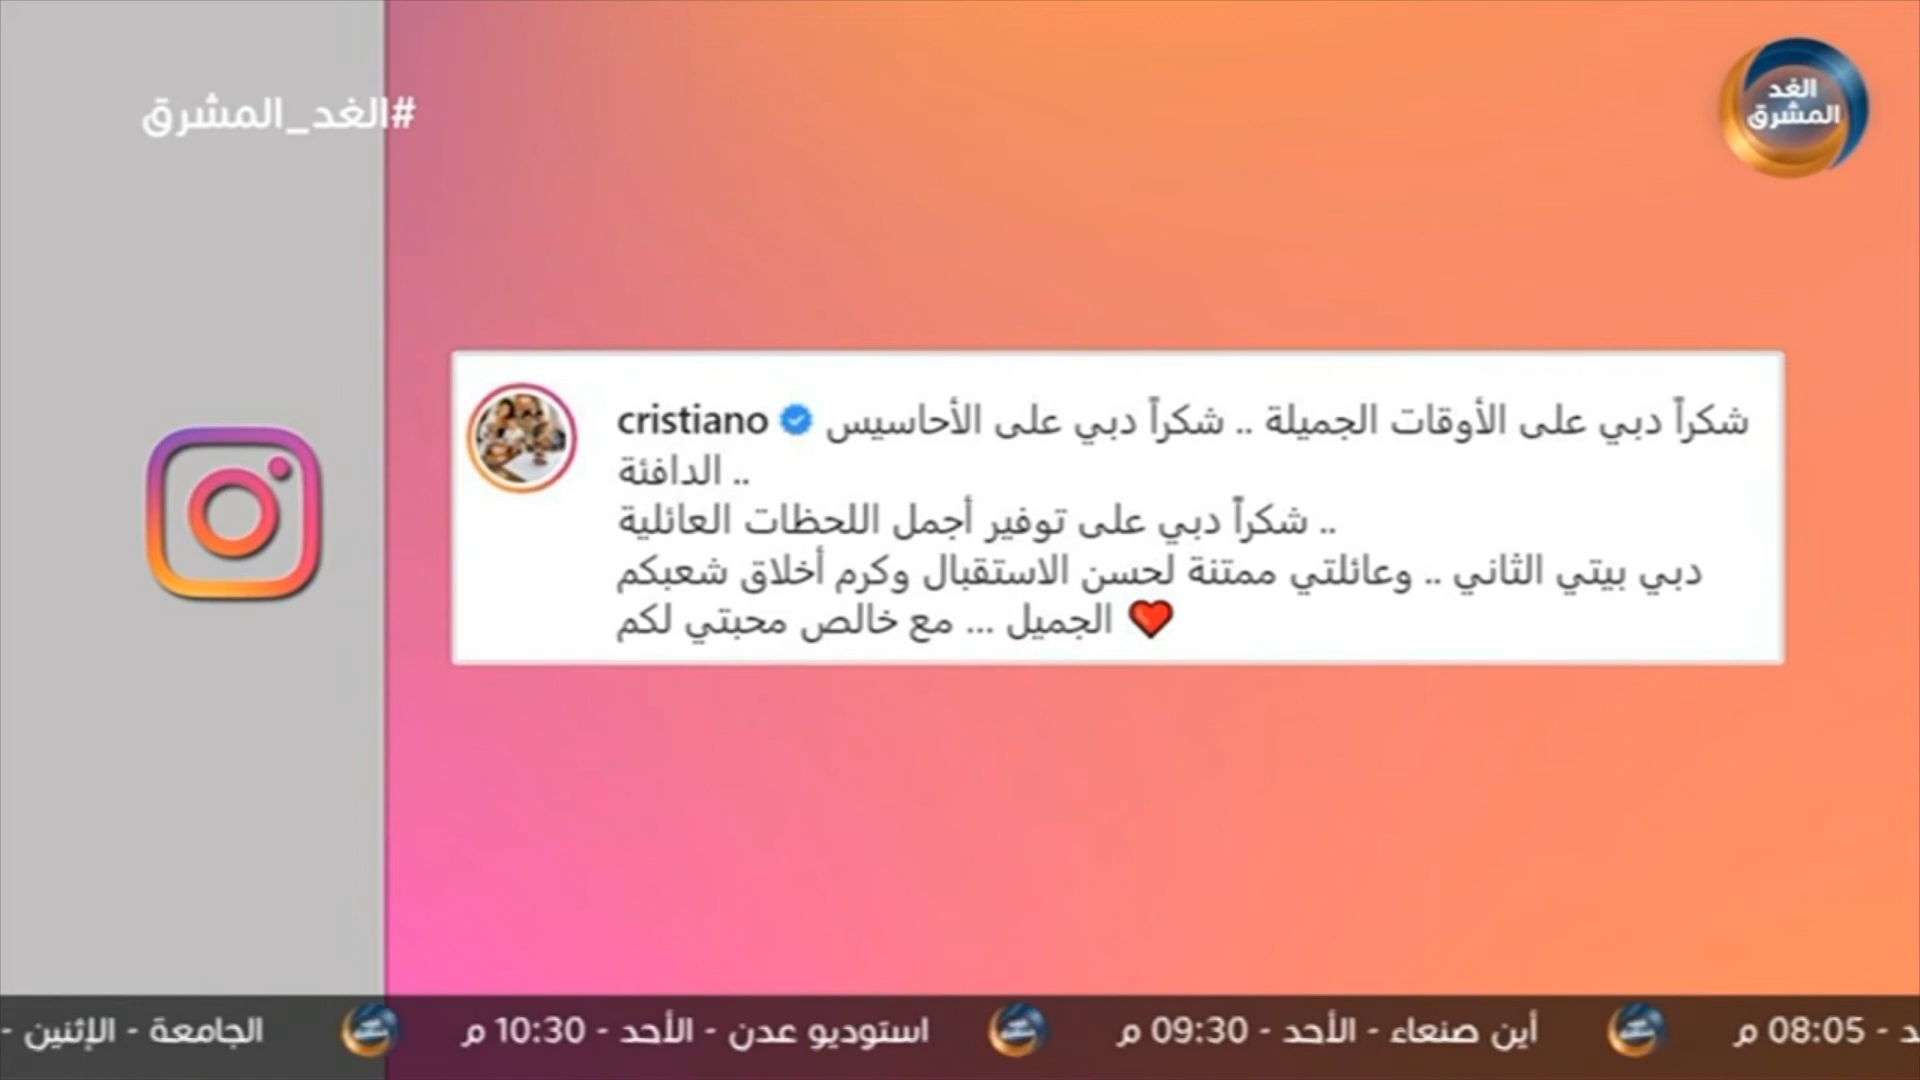 #الغد_المشرق
الغد
المشرق
cristiano شكراً دبي على الأوقات الجميلة .. شكراً دبي على الأحاسيس
الدافئة ..
شكراً دبي على توفير أجمل اللحظات العائلية ..
دبي بيتي الثاني .. وعائلتي ممتنة لحسن الاستقبال وكرم أخلاق شعبكم
الجميل ... مع خالص محبتي لكم ❤️
د - 08:05 م أين صنعاء - الأحد - 09:30 م استوديو عدن - الأحد - 10:30 م الجامعة - الإثنين -